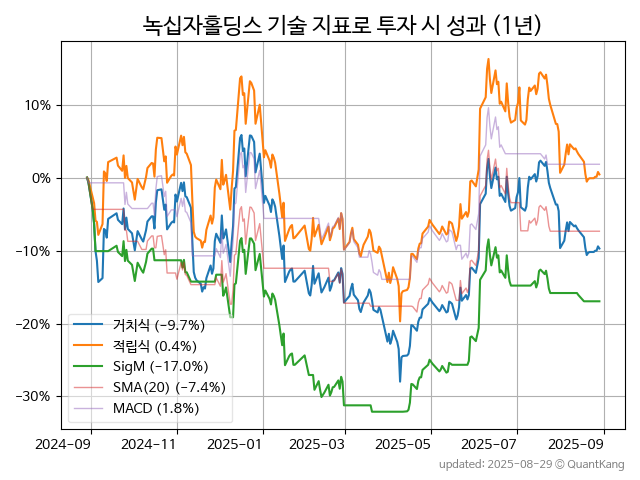 녹십자홀딩스 기술 지표로 투자 시 성과 (1년)
10%
0%
−10%
−20%
−30%
거치식 (−9.7%)
적립식 (0.4%)
SigM (−17.0%)
SMA(20) (−7.4%)
MACD (1.8%)
2024-09 2024-11 2025-01 2025-03 2025-05 2025-07 2025-09
updated: 2025-08-29 © QuantKang